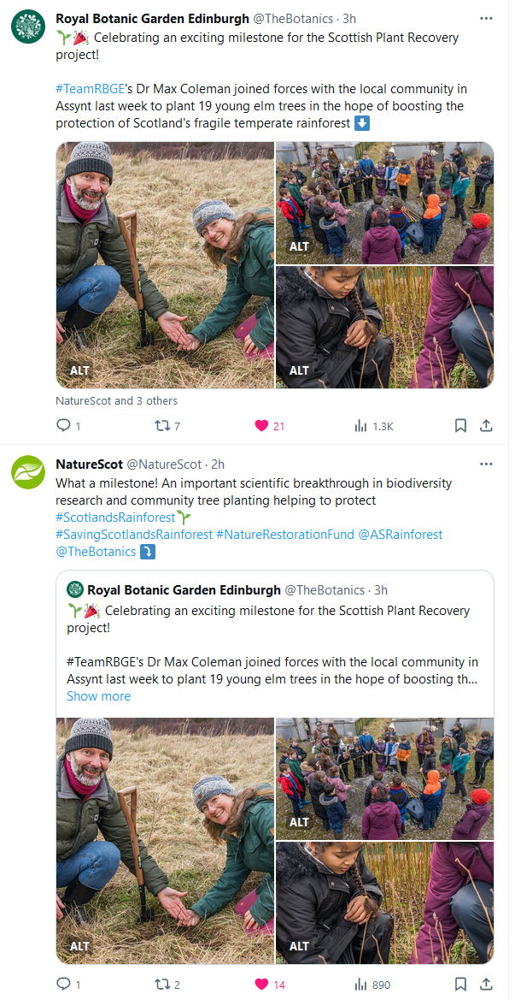 Royal Botanic Garden Edinburgh @TheBotanics · 3h
🌱🎉 Celebrating an exciting milestone for the Scottish Plant Recovery
project!
#TeamRBGE's Dr Max Coleman joined forces with the local community in
Assynt last week to plant 19 young elm trees in the hope of boosting the
protection of Scotland's fragile temperate rainforest ⬇️
ALT
ALT
ALT
NatureScot and 3 others
1 7 21 1.3K
NatureScot @NatureScot · 2h
What a milestone! An important scientific breakthrough in biodiversity
research and community tree planting helping to protect
#ScotlandsRainforest🌱
#SavingScotlandsRainforest #NatureRestorationFund @ASRainforest
@TheBotanics ⤵️
Royal Botanic Garden Edinburgh @TheBotanics · 3h
🌱🎉 Celebrating an exciting milestone for the Scottish Plant Recovery
project!
#TeamRBGE's Dr Max Coleman joined forces with the local community in
Assynt last week to plant 19 young elm trees in the hope of boosting th...
Show more
ALT
ALT
ALT
1 2 14 890